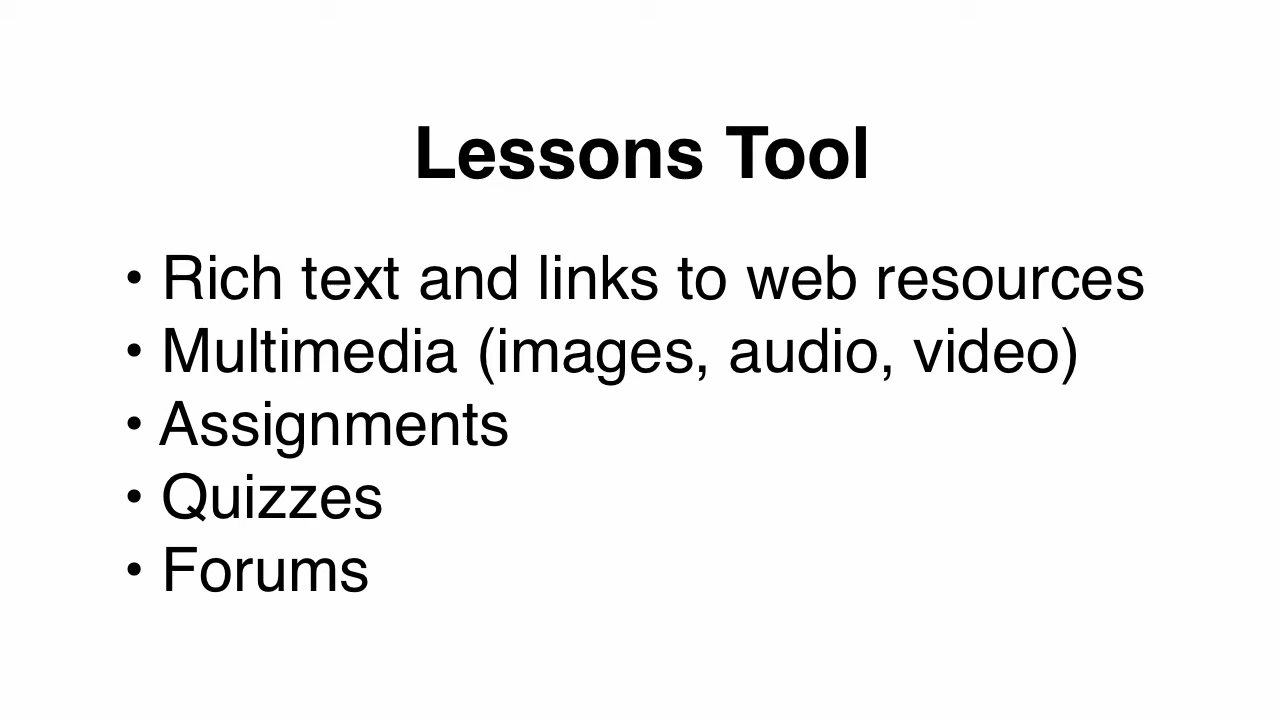 Lessons Tool
• Rich text and links to web resources
• Multimedia (images, audio, video)
• Assignments
• Quizzes
• Forums